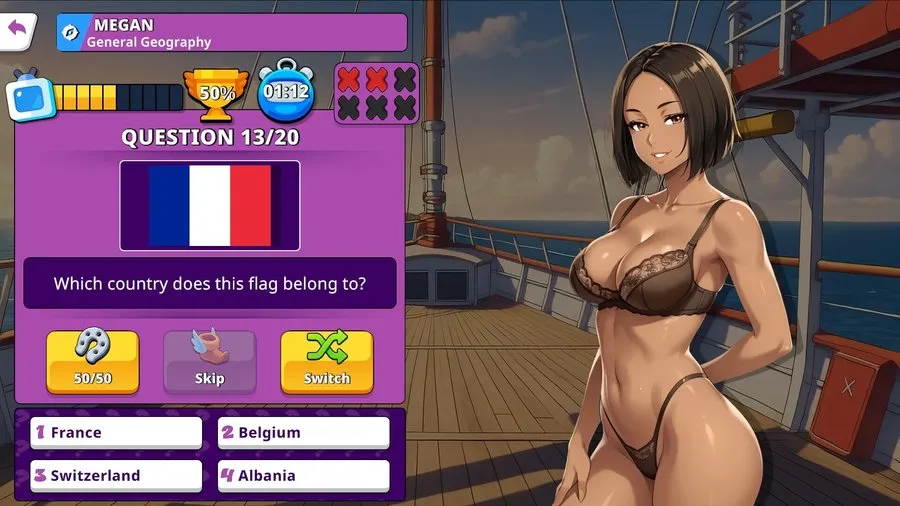 MEGAN
General Geography
50%
01:12
QUESTION 13/20
Which country does this flag belong to?
50/50
Skip
Switch
1 France
2 Belgium
3 Switzerland
4 Albania